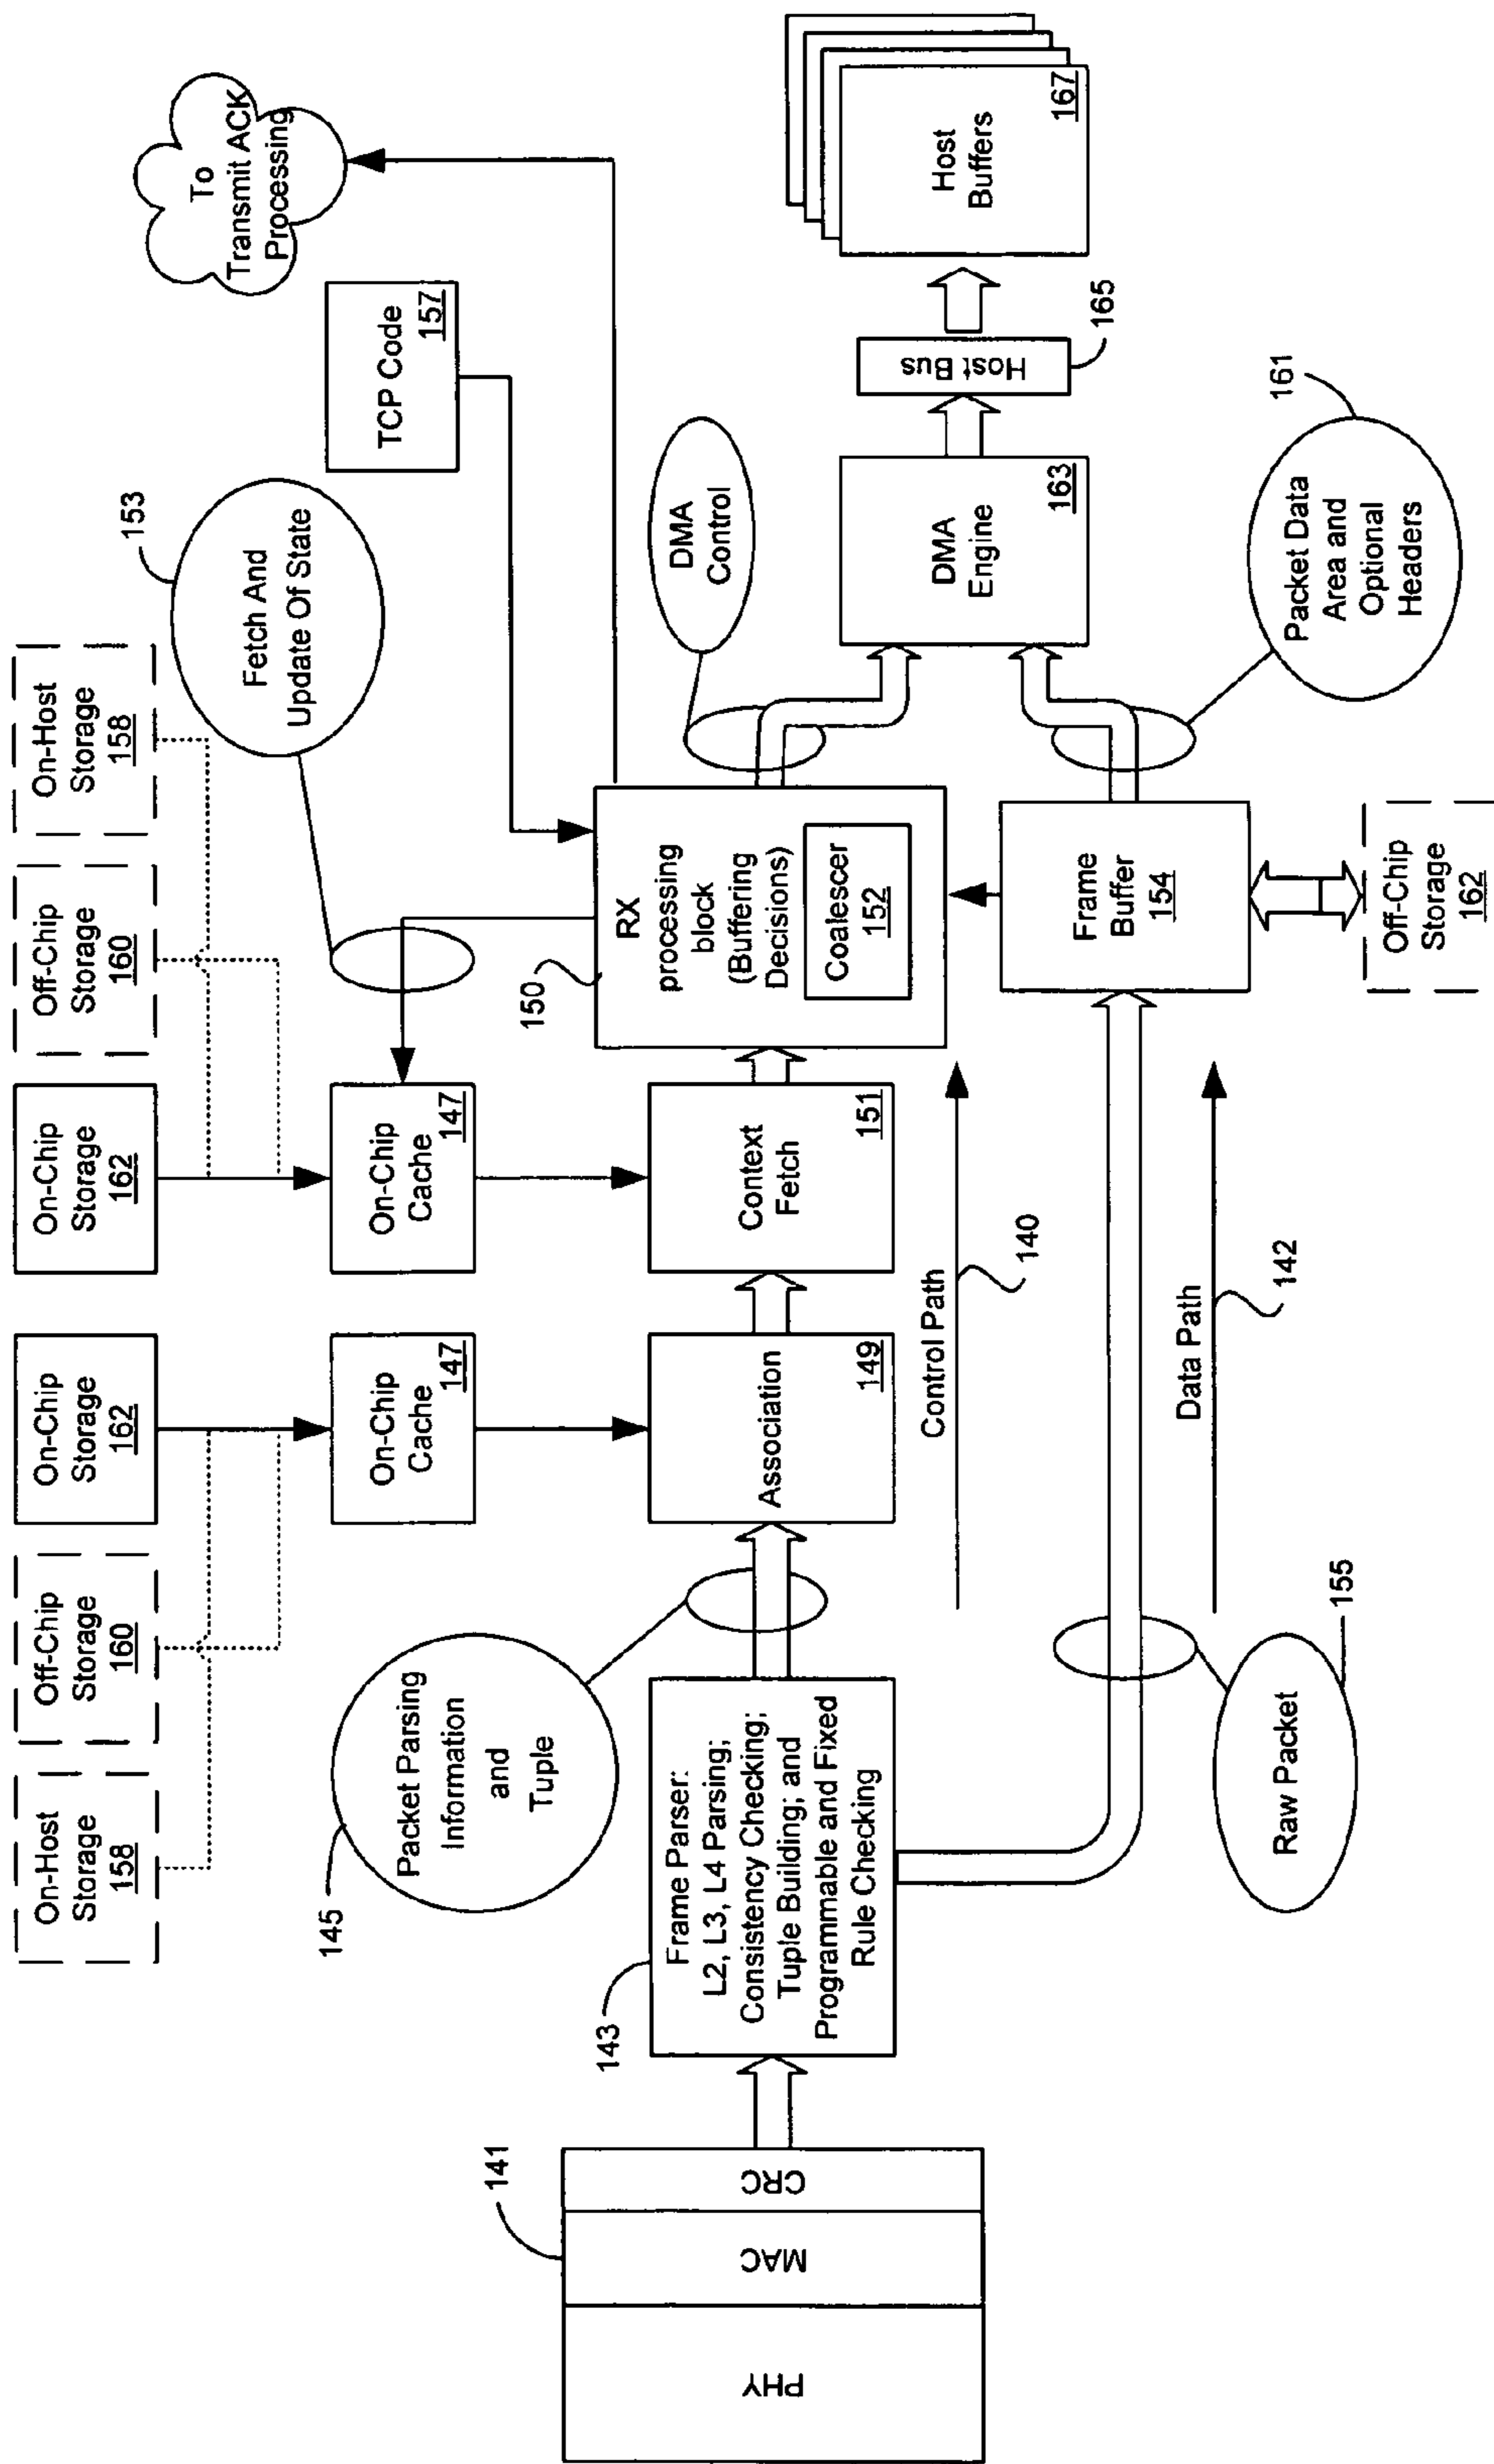 On-Host
Storage
158
Off-Chip
Storage
160
On-Chip
Storage
162
On-Chip
Storage
162
Off-Chip
Storage
160
On-Host
Storage
158
153
Fetch And
Update Of State
To
Transmit ACK
Processing
145
Packet Parsing
Information
and
Tuple
On-Chip
Cache
147
On-Chip
Cache
147
TCP Code
157
141
PHY
MAC
CRC
143
Frame Parser:
L2, L3, L4 Parsing;
Consistency Checking;
Tuple Building; and
Programmable and Fixed
Rule Checking
Association
149
Context
Fetch
151
150
RX
processing
block
(Buffering
Decisions)
Coalescer
152
DMA
Control
Control Path
140
DMA
Engine
163
Host Bus
165
Host
Buffers
167
Frame
Buffer
154
Data Path
142
Raw Packet
155
Off-Chip
Storage
162
Packet Data
Area and
Optional
Headers
161